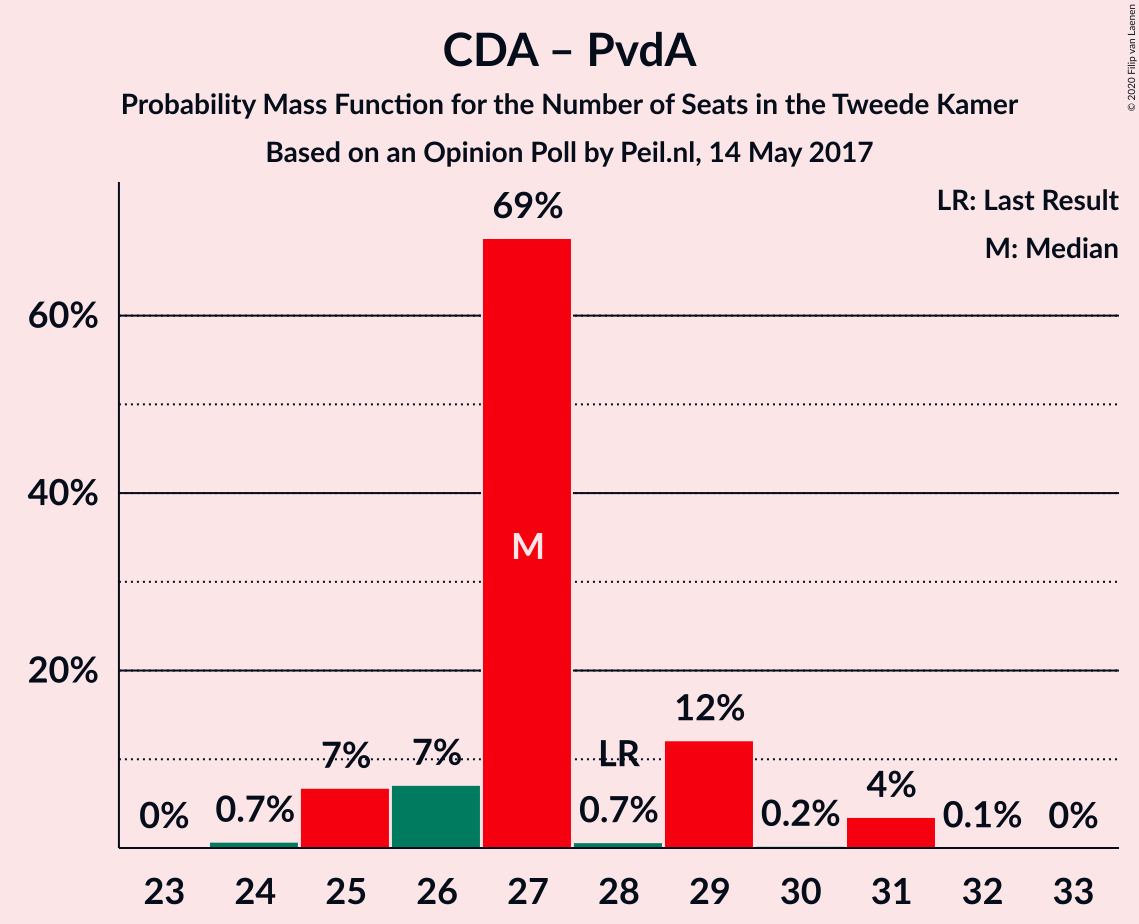 CDA – PvdA
Probability Mass Function for the Number of Seats in the Tweede Kamer
Based on an Opinion Poll by Peil.nl, 14 May 2017
© 2020 Filip van Laenen
LR: Last Result
M: Median
60%
40%
20%
0%
0.7%
7%
7%
69%
M
LR
0.7%
12%
0.2%
4%
0.1%
0%
23 24 25 26 27 28 29 30 31 32 33